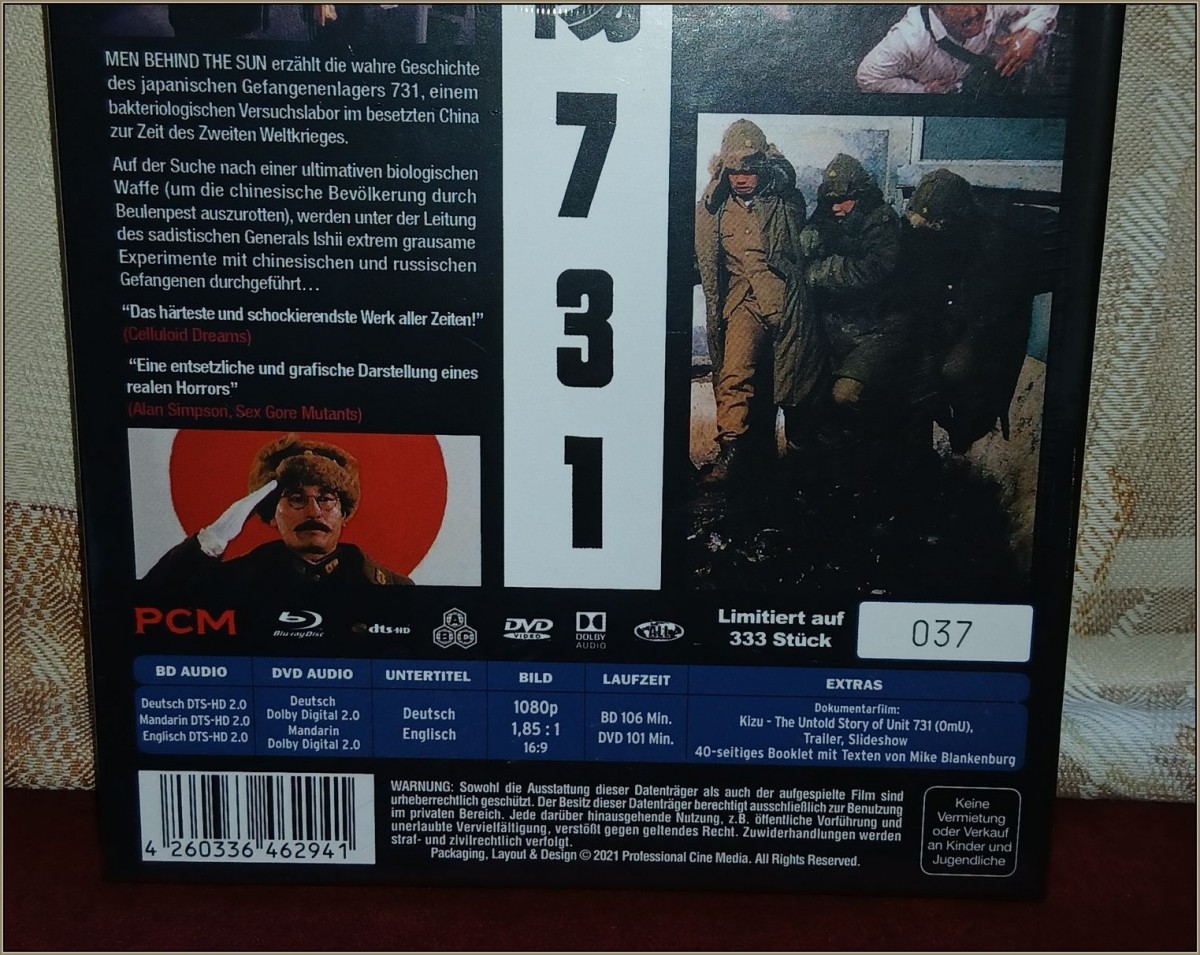 MEN BEHIND THE SUN erzählt die wahre Geschichte
des japanischen Gefangenenlagers 731, einem
bakteriologischen Versuchslabor im besetzten China
zur Zeit des Zweiten Weltkrieges.
Auf der Suche nach einer ultimativen biologischen
Waffe (um die chinesische Bevölkerung durch
Beulenpest auszurotten), werden unter der Leitung
des sadistischen Generals Ishii extrem grausame
Experimente mit chinesischen und russischen
Gefangenen durchgeführt...
“Das härteste und schockierendste Werk aller Zeiten!”
(Celluloid Dreams)
“Eine entsetzliche und grafische Darstellung eines
realen Horrors”
(Alan Simpson, Sex Gore Mutants)
7
3
1
PCM
Blu-ray Disc
dts-HD
ABC
DVD
VIDEO
DOLBY
AUDIO
ALL
Limitiert auf
333 Stück
037
BD AUDIO
Deutsch DTS-HD 2.0
Mandarin DTS-HD 2.0
Englisch DTS-HD 2.0
DVD AUDIO
Deutsch
Dolby Digital 2.0
Mandarin
Dolby Digital 2.0
UNTERTITEL
Deutsch
Englisch
BILD
1080p
1,85 : 1
16:9
LAUFZEIT
BD 106 Min.
DVD 101 Min.
EXTRAS
Dokumentarfilm:
Kizu - The Untold Story of Unit 731 (OmU),
Trailer, Slideshow
40-seitiges Booklet mit Texten von Mike Blankenburg
4 260336 462941
WARNUNG: Sowohl die Ausstattung dieser Datenträger als auch der aufgespielte Film sind
urheberrechtlich geschützt. Der Besitz dieser Datenträger berechtigt ausschließlich zur Benutzung
im privaten Bereich. Jede darüber hinausgehende Nutzung, z.B. öffentliche Vorführung und
unerlaubte Vervielfältigung, verstößt gegen geltendes Recht. Zuwiderhandlungen werden
straf- und zivilrechtlich verfolgt.
Packaging, Layout & Design © 2021 Professional Cine Media. All Rights Reserved.
Keine
Vermietung
oder Verkauf
an Kinder und
Jugendliche